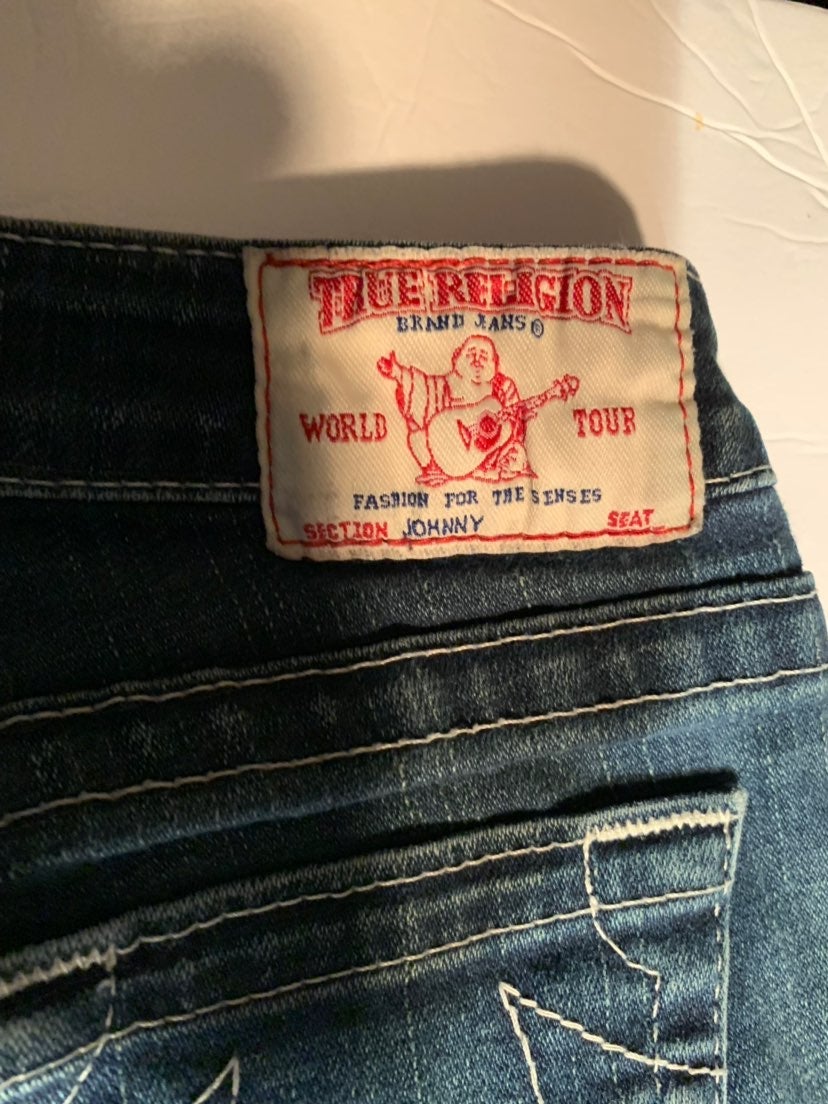 TRUE RELIGION
BRAND JEANS®
WORLD TOUR
FASHION FOR THE SENSES
SECTION JOHNNY SEAT